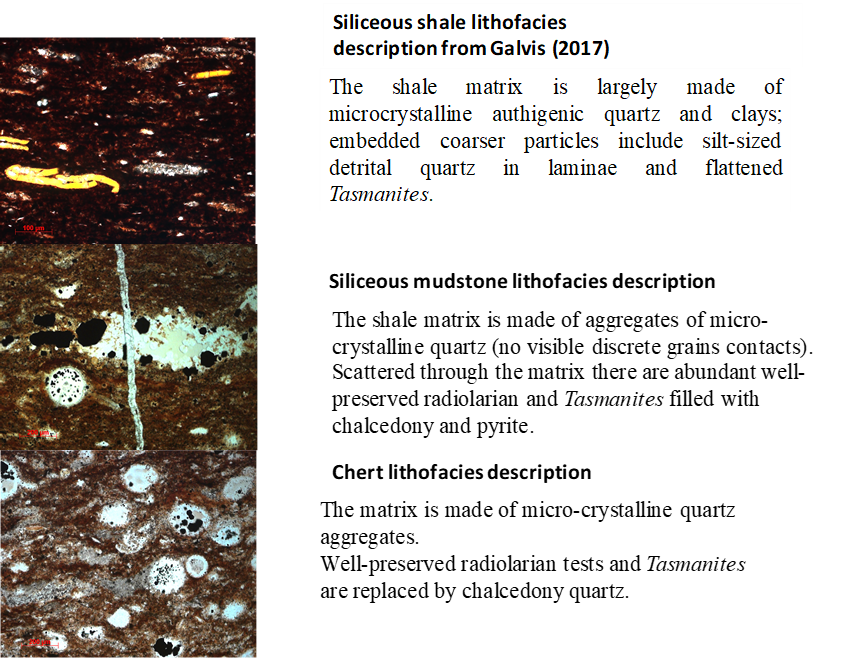 Siliceous shale lithofacies
description from Galvis (2017)
The shale matrix is largely made of
microcrystalline authigenic quartz and clays;
embedded coarser particles include silt-sized
detrital quartz in laminae and flattened
Tasmanites.
100 µm
Siliceous mudstone lithofacies description
The shale matrix is made of aggregates of micro-
crystalline quartz (no visible discrete grains contacts).
Scattered through the matrix there are abundant well-
preserved radiolarian and Tasmanites filled with
chalcedony and pyrite.
Chert lithofacies description
The matrix is made of micro-crystalline quartz
aggregates.
Well-preserved radiolarian tests and Tasmanites
are replaced by chalcedony quartz.